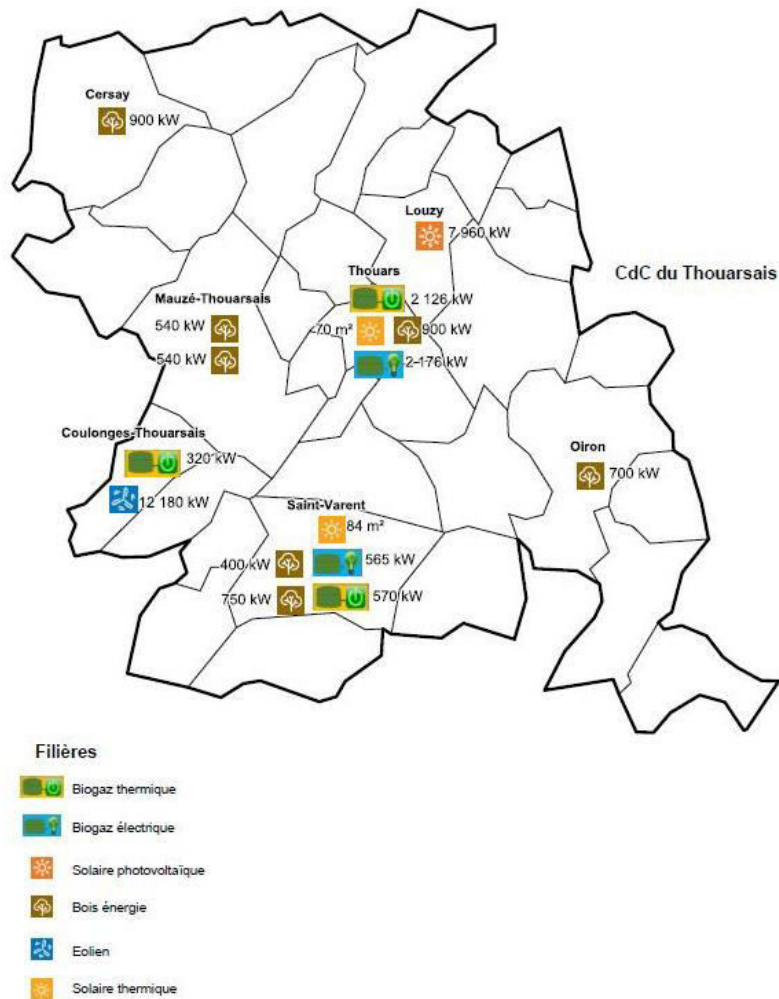 Cersay
900 kW
Louzy
7 960 kW
CdC du Thouarsais
Thouars
2 126 kW
Mauzé-Thouarsais
540 kW
70 m²
900 kW
540 kW
2 176 kW
Coulonges-Thouarsais
320 kW
Oiron
700 kW
12 180 kW
Saint-Varent
84 m²
400 kW
565 kW
750 kW
570 kW
Filières
Biogaz thermique
Biogaz électrique
Solaire photovoltaïque
Bois énergie
Eolien
Solaire thermique